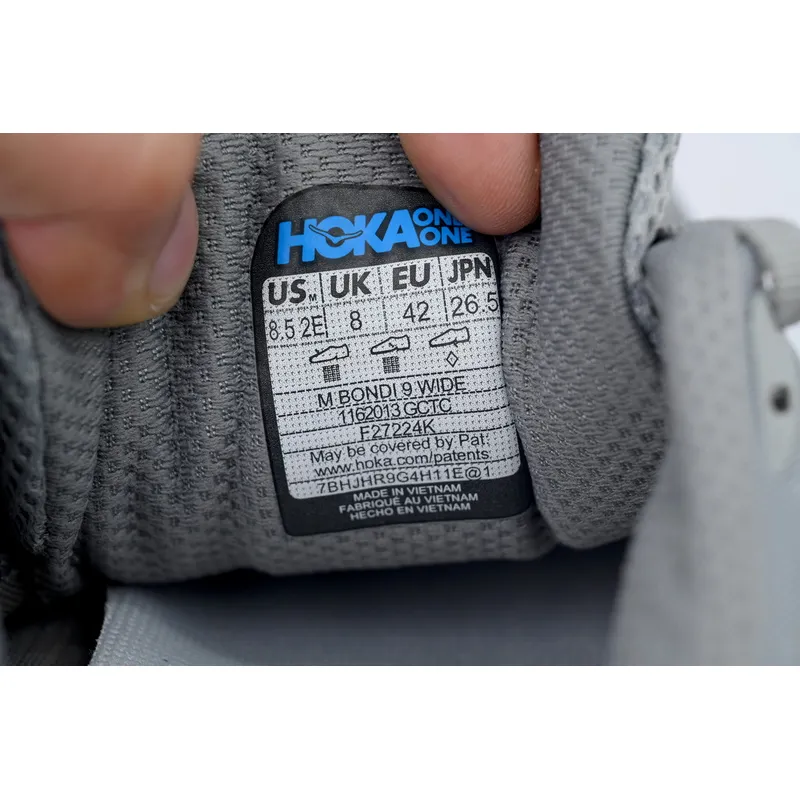 HOKA ONE ONE
US M UK EU JPN
8.5 2E 8 42 26.5
M BONDI 9 WIDE
1162013 GCTC
F27224K
May be covered by Pat.
www.hoka.com/patents.
7BHJHR9G4H11E@1
MADE IN VIETNAM
FABRIQUÉ AU VIETNAM
HECHO EN VIETNAM